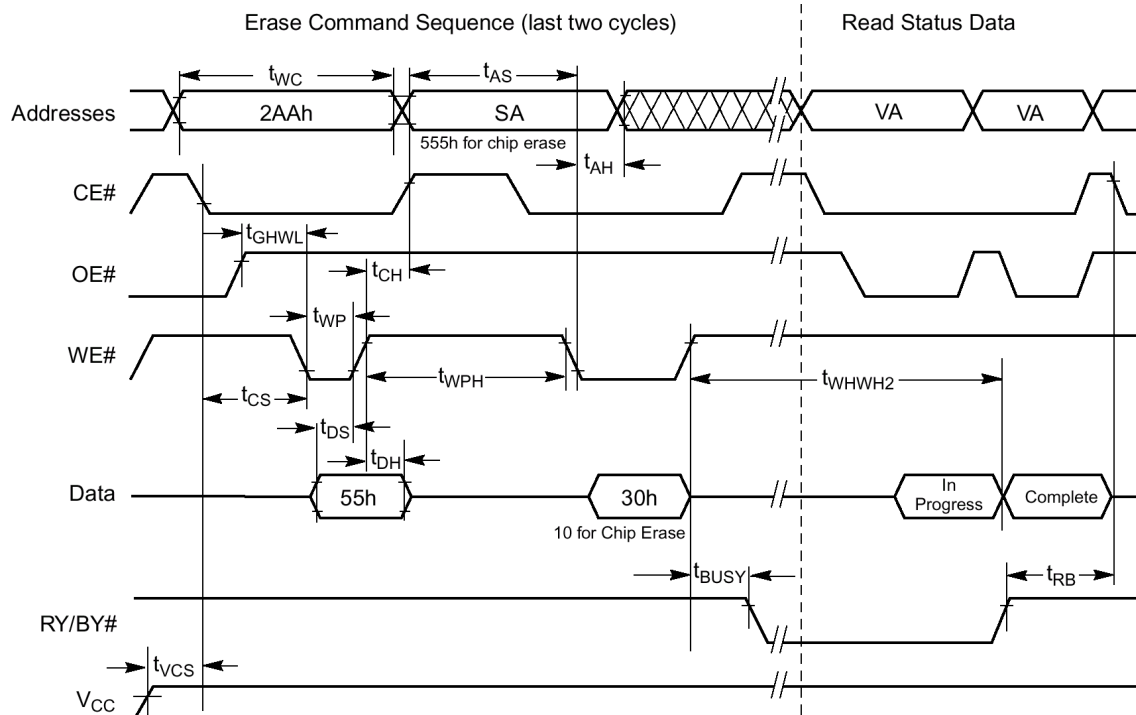 Erase Command Sequence (last two cycles)
Read Status Data
tWC
tAS
Addresses
2AAh
SA
VA
VA
555h for chip erase
tAH
CE#
tGHWL
tCH
OE#
tWP
WE#
tWPH
tWHWH2
tCS
tDS
tDH
Data
55h
30h
In
Progress
Complete
10 for Chip Erase
tBUSY
tRB
RY/BY#
tVCS
VCC